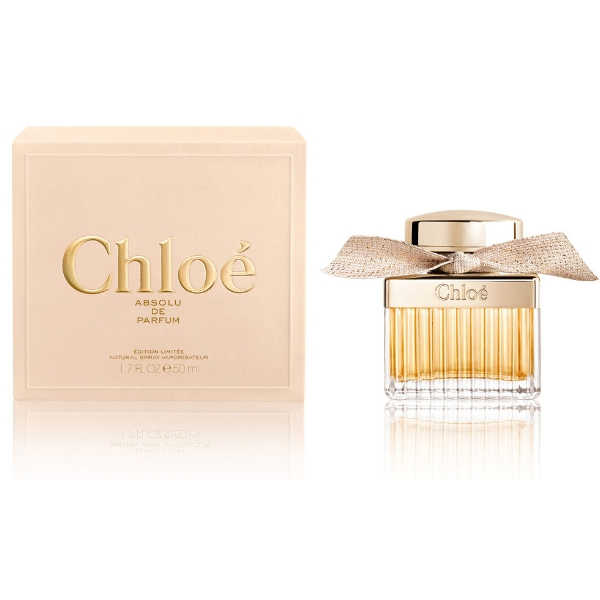 Chloé
ABSOLU
DE
PARFUM
ÉDITION LIMITÉE
NATURAL SPRAY VAPORISATEUR
1.7 FL OZ e 50 ml
Chloé